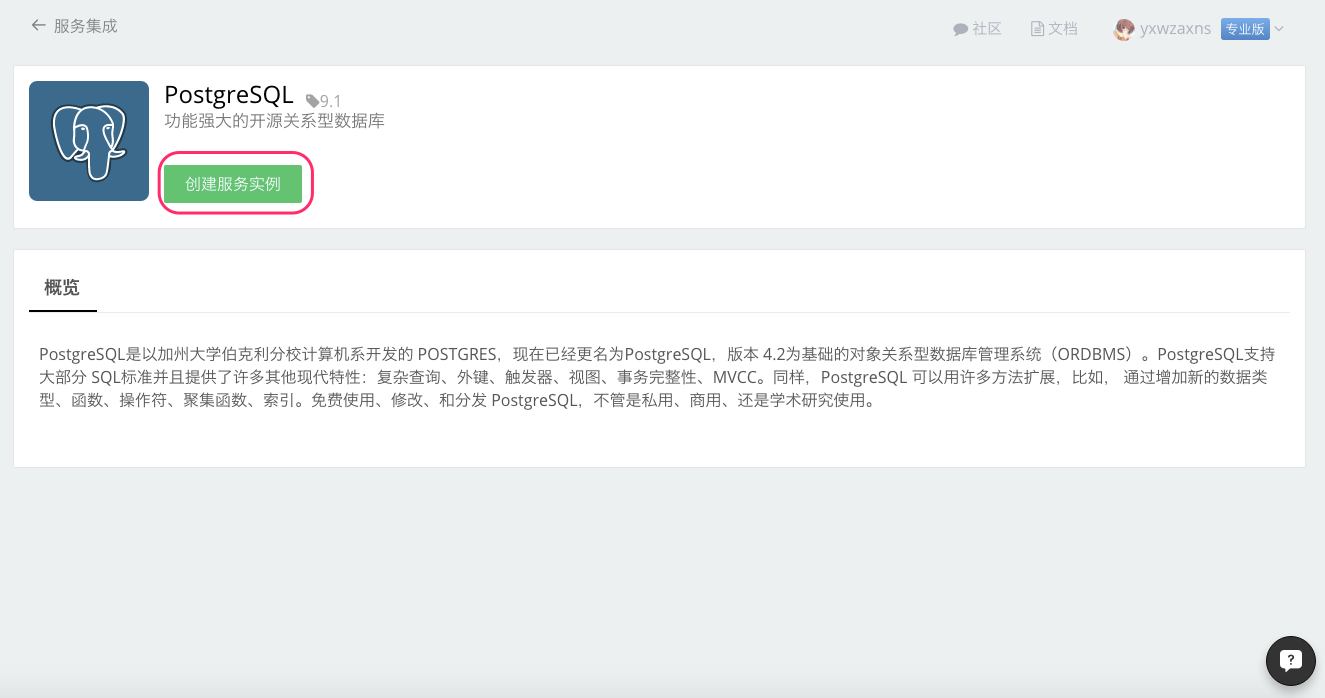 服务集成
社区 文档 yxwzaxns 专业版
PostgreSQL 9.1
功能强大的开源关系型数据库
创建服务实例
概览
PostgreSQL是以加州大学伯克利分校计算机系开发的 POSTGRES，现在已经更名为PostgreSQL，版本 4.2为基础的对象关系型数据库管理系统（ORDBMS）。PostgreSQL支持
大部分 SQL标准并且提供了许多其他现代特性：复杂查询、外键、触发器、视图、事务完整性、MVCC。同样，PostgreSQL 可以用许多方法扩展，比如， 通过增加新的数据类
型、函数、操作符、聚集函数、索引。免费使用、修改、和分发 PostgreSQL，不管是私用、商用、还是学术研究使用。